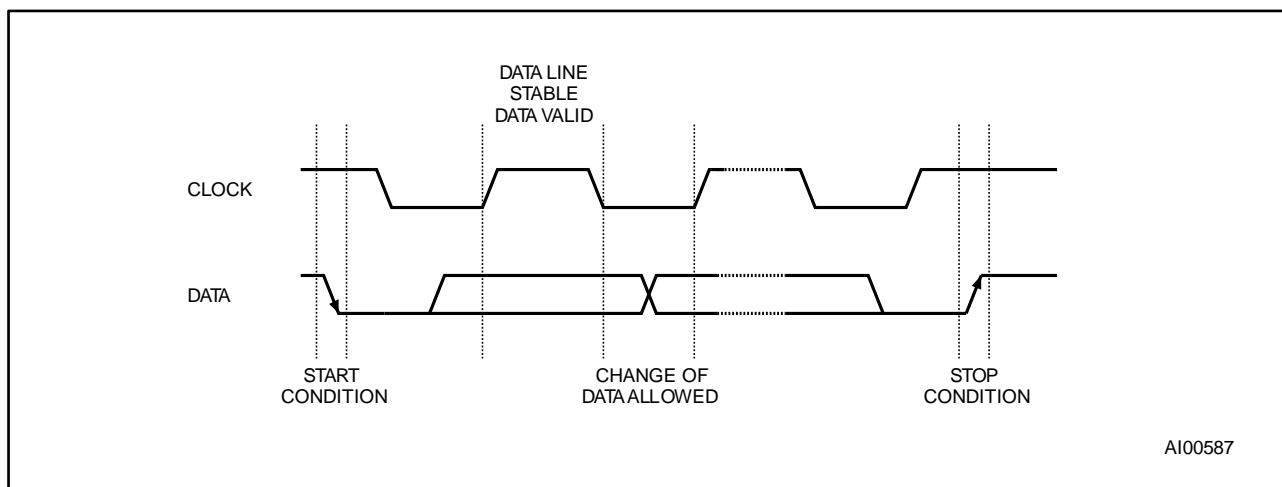 DATA LINE
STABLE
DATA VALID
CLOCK
DATA
START
CONDITION
CHANGE OF
DATA ALLOWED
STOP
CONDITION
AI00587